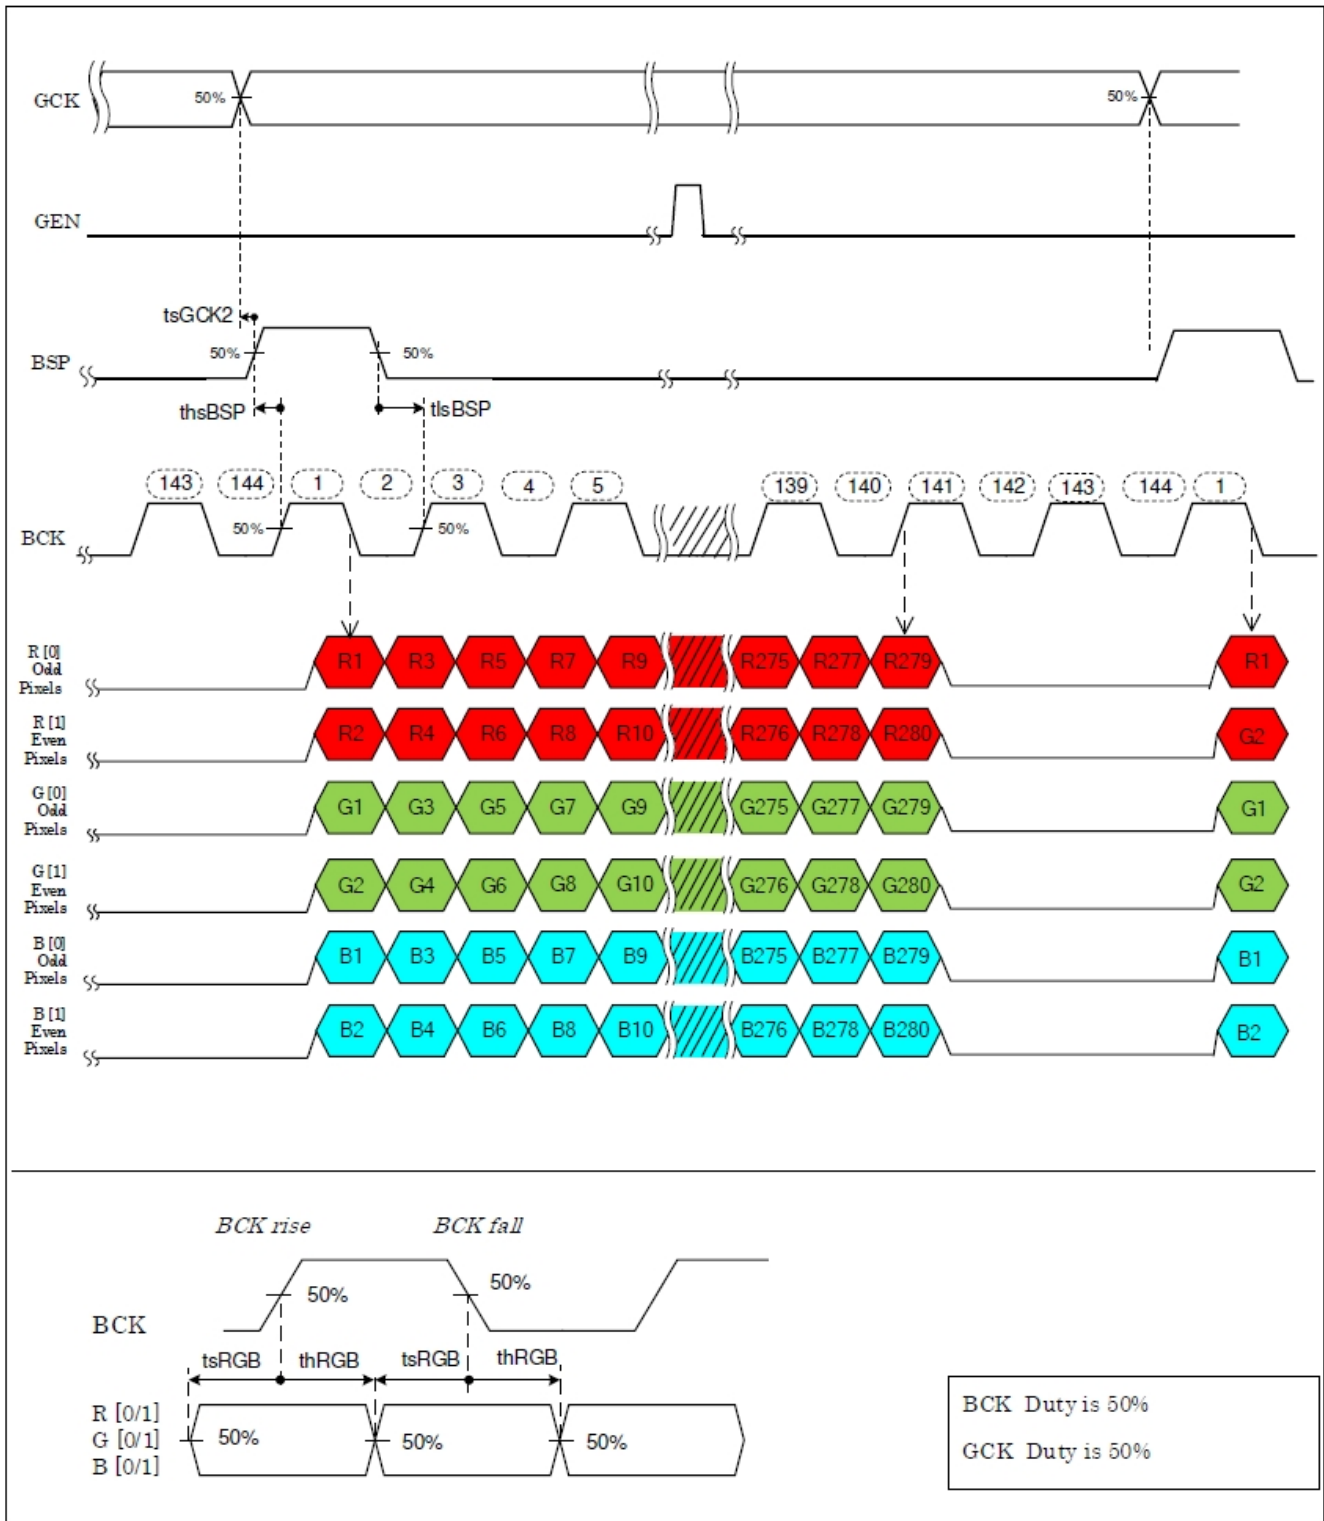 GCK
50%
50%
GEN
tsGCK2
BSP
50%
50%
thsBSP
tlsBSP
143 144 1 2 3 4 5 139 140 141 142 143 144 1
BCK
50%
50%
R [0]
Odd
Pixels
R1 R3 R5 R7 R9 R275 R277 R279 R1
R [1]
Even
Pixels
R2 R4 R6 R8 R10 R276 R278 R280 G2
G [0]
Odd
Pixels
G1 G3 G5 G7 G9 G275 G277 G279 G1
G [1]
Even
Pixels
G2 G4 G6 G8 G10 G276 G278 G280 G2
B [0]
Odd
Pixels
B1 B3 B5 B7 B9 B275 B277 B279 B1
B [1]
Even
Pixels
B2 B4 B6 B8 B10 B276 B278 B280 B2
BCK rise
BCK fall
50%
50%
BCK
tsRGB thRGB tsRGB thRGB
R [0/1]
G [0/1]
B [0/1]
50%
50%
50%
BCK Duty is 50%
GCK Duty is 50%